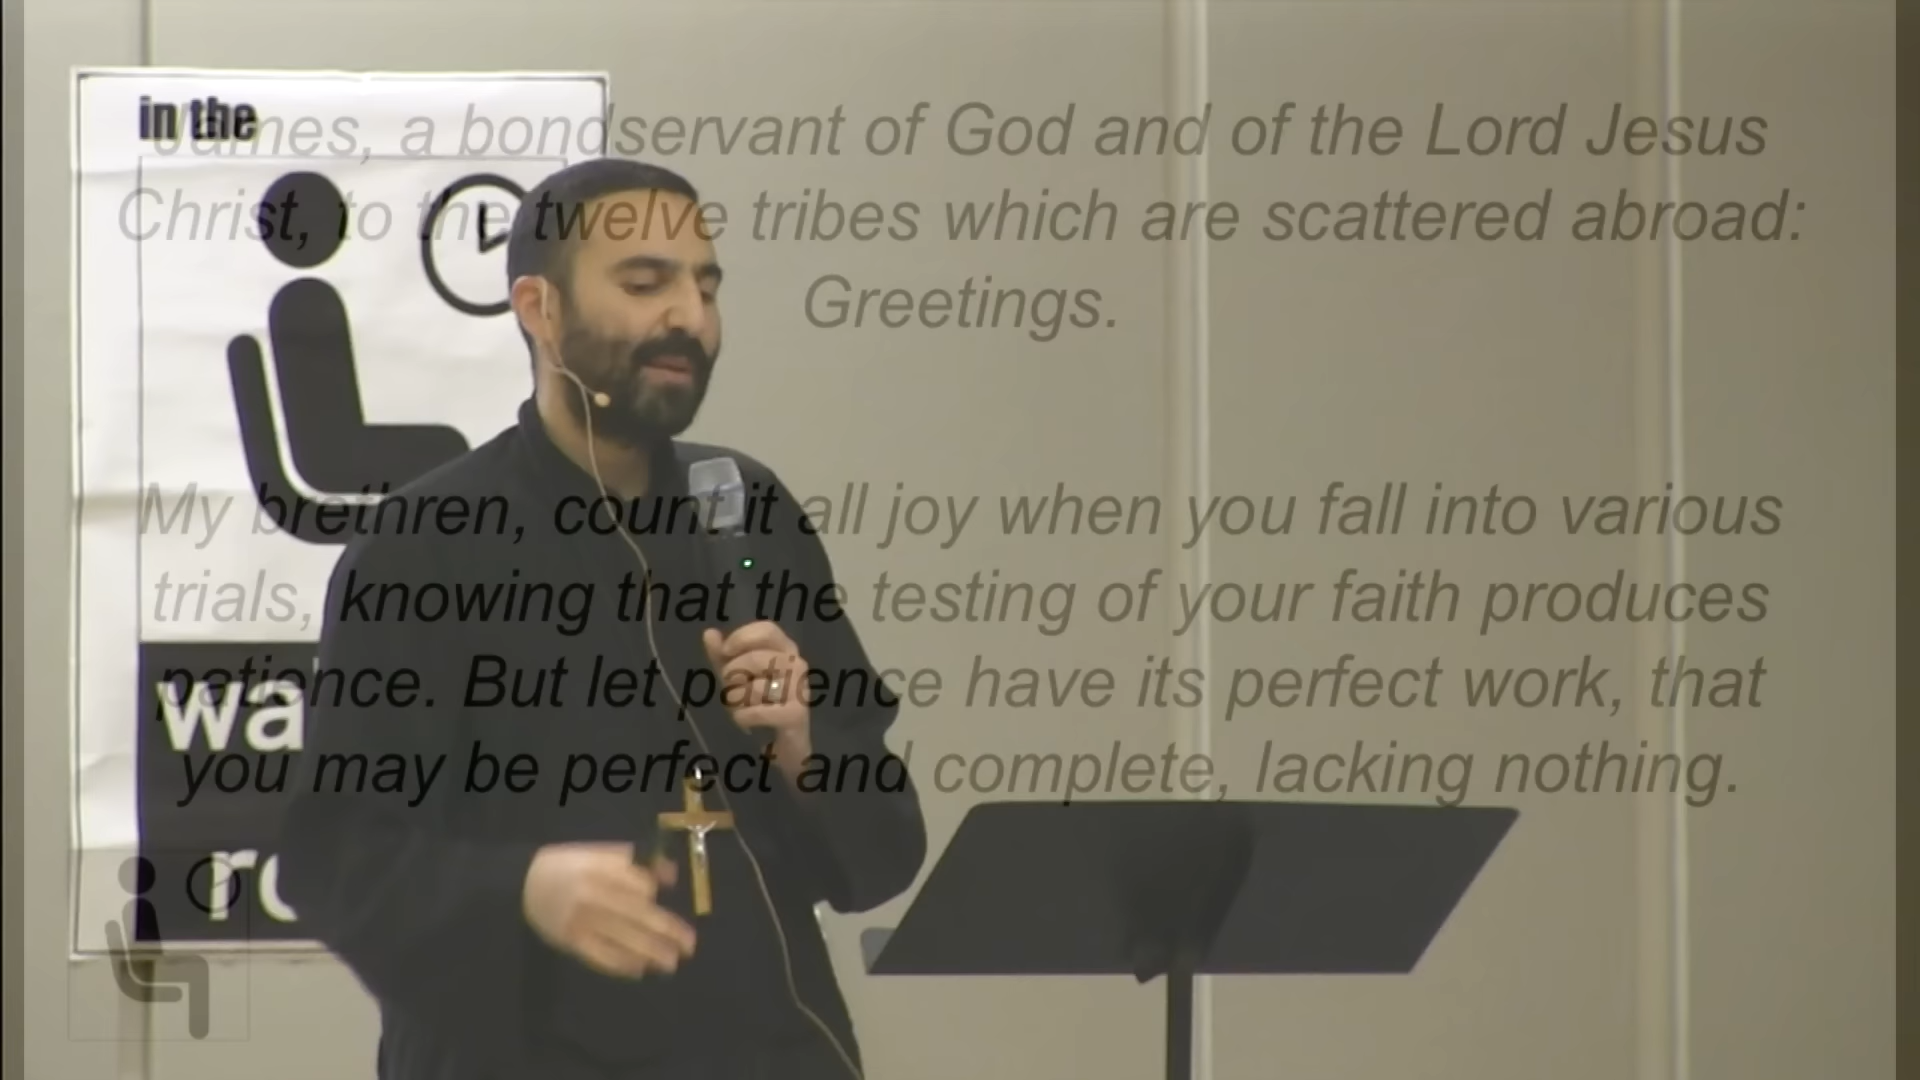 in the
wa
ro
James, a bondservant of God and of the Lord Jesus
Christ, to the twelve tribes which are scattered abroad:
Greetings.
My brethren, count it all joy when you fall into various
trials, knowing that the testing of your faith produces
patience. But let patience have its perfect work, that
you may be perfect and complete, lacking nothing.